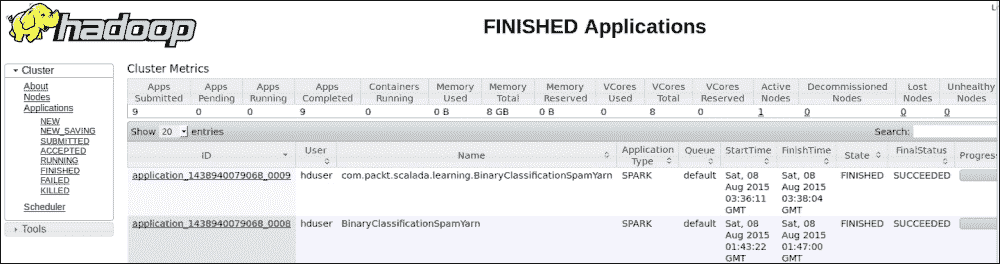 L
hadoop
FINISHED Applications
Cluster
About
Nodes
Applications
NEW
NEW_SAVING
SUBMITTED
ACCEPTED
RUNNING
FINISHED
FAILED
KILLED
Scheduler
Tools
Cluster Metrics
Apps Submitted Apps Pending Apps Running Apps Completed Containers Running Memory Used Memory Total Memory Reserved VCores Used VCores Total VCores Reserved Active Nodes Decommissioned Nodes Lost Nodes Unhealthy Nodes
9 0 0 9 0 0 B 8 GB 0 B 0 8 0 1 0 0 0
Show 20 entries Search:
ID User Name Application Type Queue StartTime FinishTime State FinalStatus Progres
application_1438940079068_0009 hduser com.packt.scalada.learning.BinaryClassificationSpamYarn SPARK default Sat, 08 Aug 2015 03:36:11 GMT Sat, 08 Aug 2015 03:38:04 GMT FINISHED SUCCEEDED
application_1438940079068_0008 hduser BinaryClassificationSpamYarn SPARK default Sat, 08 Aug 2015 01:43:22 GMT Sat, 08 Aug 2015 01:47:00 GMT FINISHED SUCCEEDED